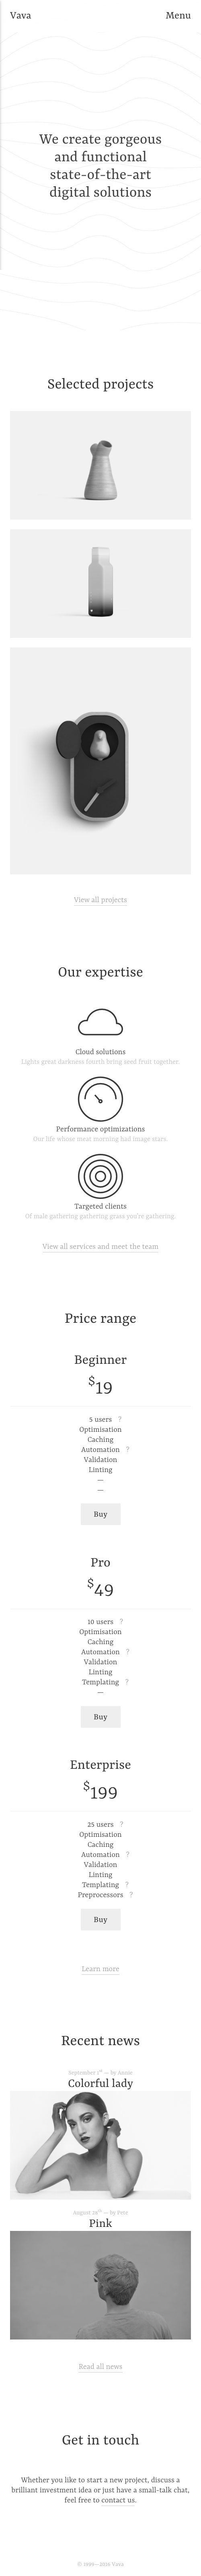 Vava
Menu
We create gorgeous
and functional
state-of-the-art
digital solutions
Selected projects
View all projects
Our expertise
Cloud solutions
Lights great darkness fourth bring seed fruit together.
Performance optimizations
Our life whose most morning had image stars.
Targeted clients
Of male gathering gathering grass you're gathering.
View all services and meet the team
Price range
Beginner
$19
5 users ?
Optimisation
Caching
Automation ?
Validation
Linting
—
—
Buy
Pro
$49
10 users ?
Optimisation
Caching
Automation ?
Validation
Linting
Templating ?
—
Buy
Enterprise
$199
25 users ?
Optimisation
Caching
Automation ?
Validation
Linting
Templating ?
Preprocessors ?
Buy
Learn more
Recent news
September — by
Colorful lady
August — by
Pink
Read all news
Get in touch
Whether you like to start a new project, discuss a
brilliant investment idea or just have a small-talk chat,
feel free to contact us.
© Vava